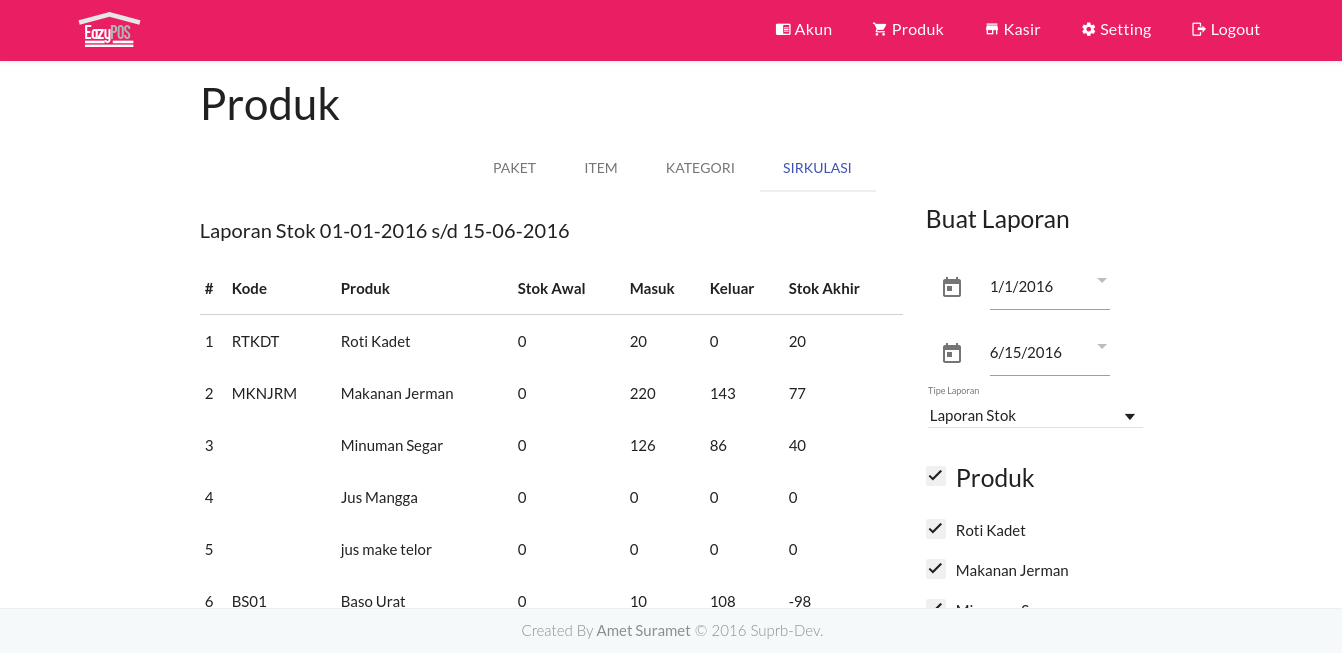 EazyPOS
Akun Produk Kasir Setting Logout
Produk
PAKET ITEM KATEGORI SIRKULASI
Laporan Stok 01-01-2016 s/d 15-06-2016
# Kode Produk Stok Awal Masuk Keluar Stok Akhir
1 RTKDT Roti Kadet 0 20 0 20
2 MKNJRM Makanan Jerman 0 220 143 77
3 Minuman Segar 0 126 86 40
4 Jus Mangga 0 0 0 0
5 jus make telor 0 0 0 0
6 BS01 Baso Urat 0 10 108 -98
Buat Laporan
1/1/2016
6/15/2016
Tipe Laporan
Laporan Stok
Produk
Roti Kadet
Makanan Jerman
Created By Amet Suramet © 2016 Suprb-Dev.